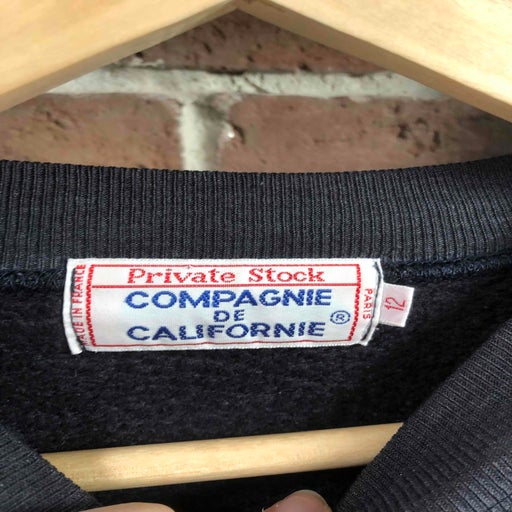 Private Stock
COMPAGNIE
DE
CALIFORNIE ®
MADE IN FRANCE
PARIS
12